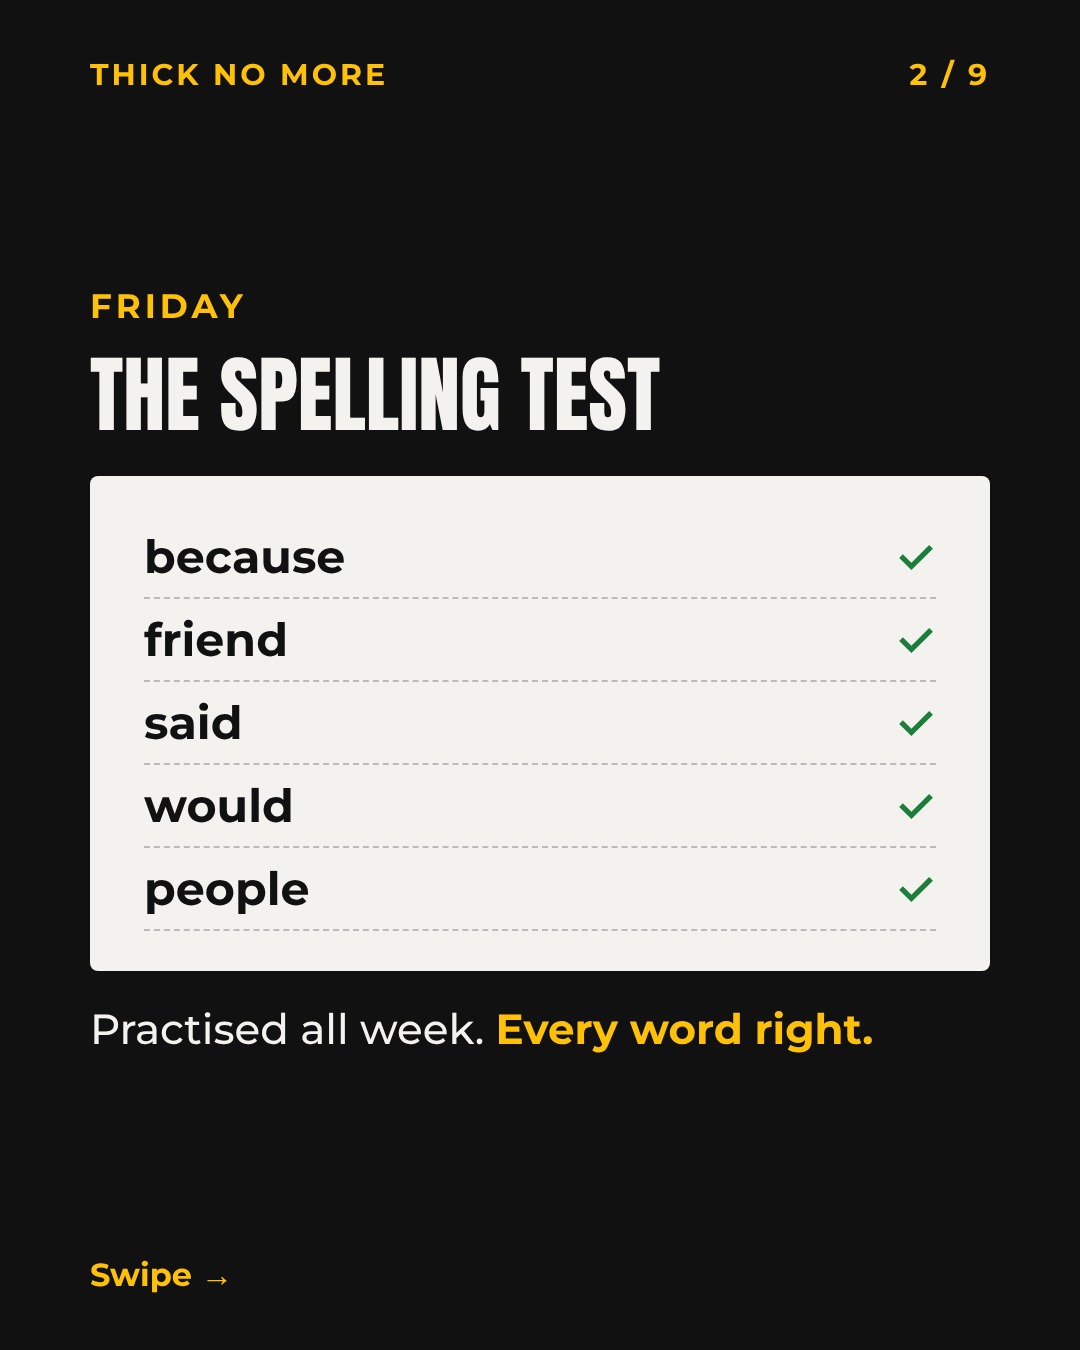 THICK NO MORE
2 / 9
FRIDAY
THE SPELLING TEST
because ✓
friend ✓
said ✓
would ✓
people ✓
Practised all week. Every word right.
Swipe →